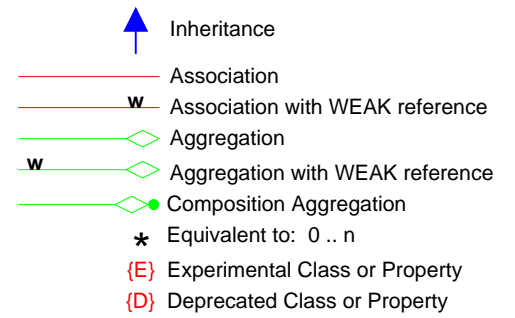 Inheritance
Association
w Association with WEAK reference
Aggregation
w Aggregation with WEAK reference
Composition Aggregation
* Equivalent to: 0 .. n
{E} Experimental Class or Property
{D} Deprecated Class or Property